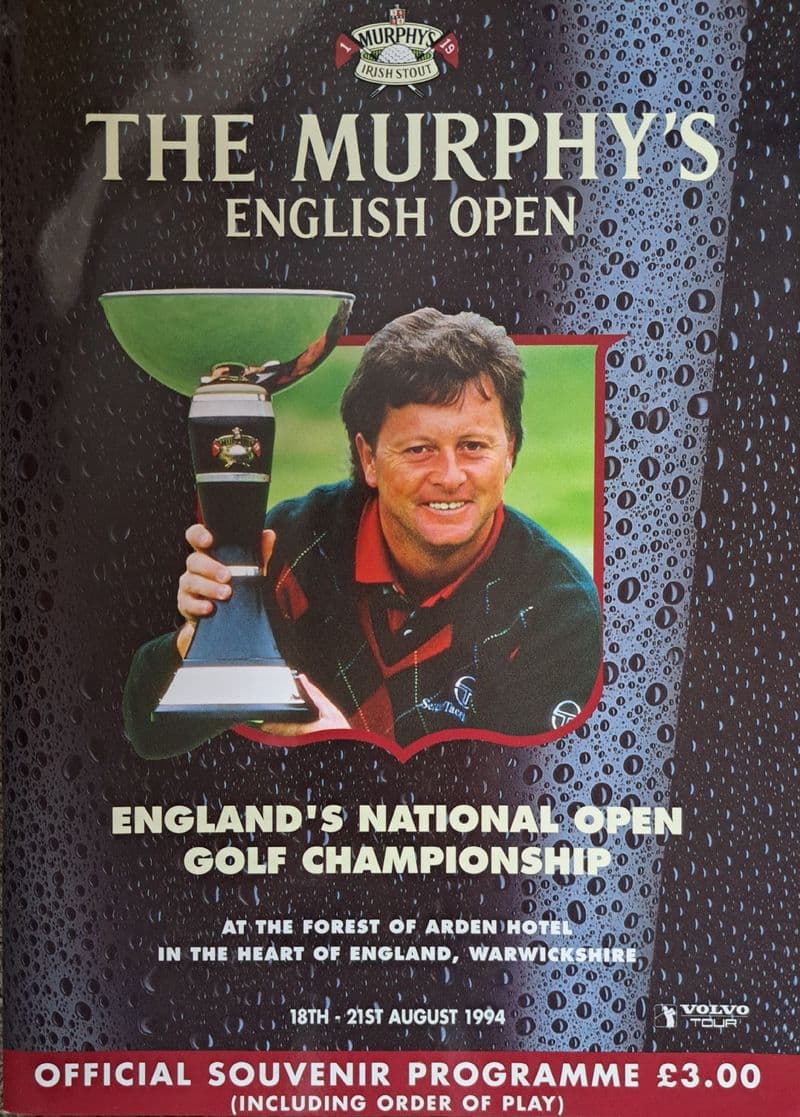 MURPHY'S
1 19
IRISH STOUT
THE MURPHY'S
ENGLISH OPEN
Sergio Tacchini
ENGLAND'S NATIONAL OPEN
GOLF CHAMPIONSHIP
AT THE FOREST OF ARDEN HOTEL
IN THE HEART OF ENGLAND, WARWICKSHIRE
18TH - 21ST AUGUST 1994
VOLVO
TOUR
OFFICIAL SOUVENIR PROGRAMME £3.00
(INCLUDING ORDER OF PLAY)